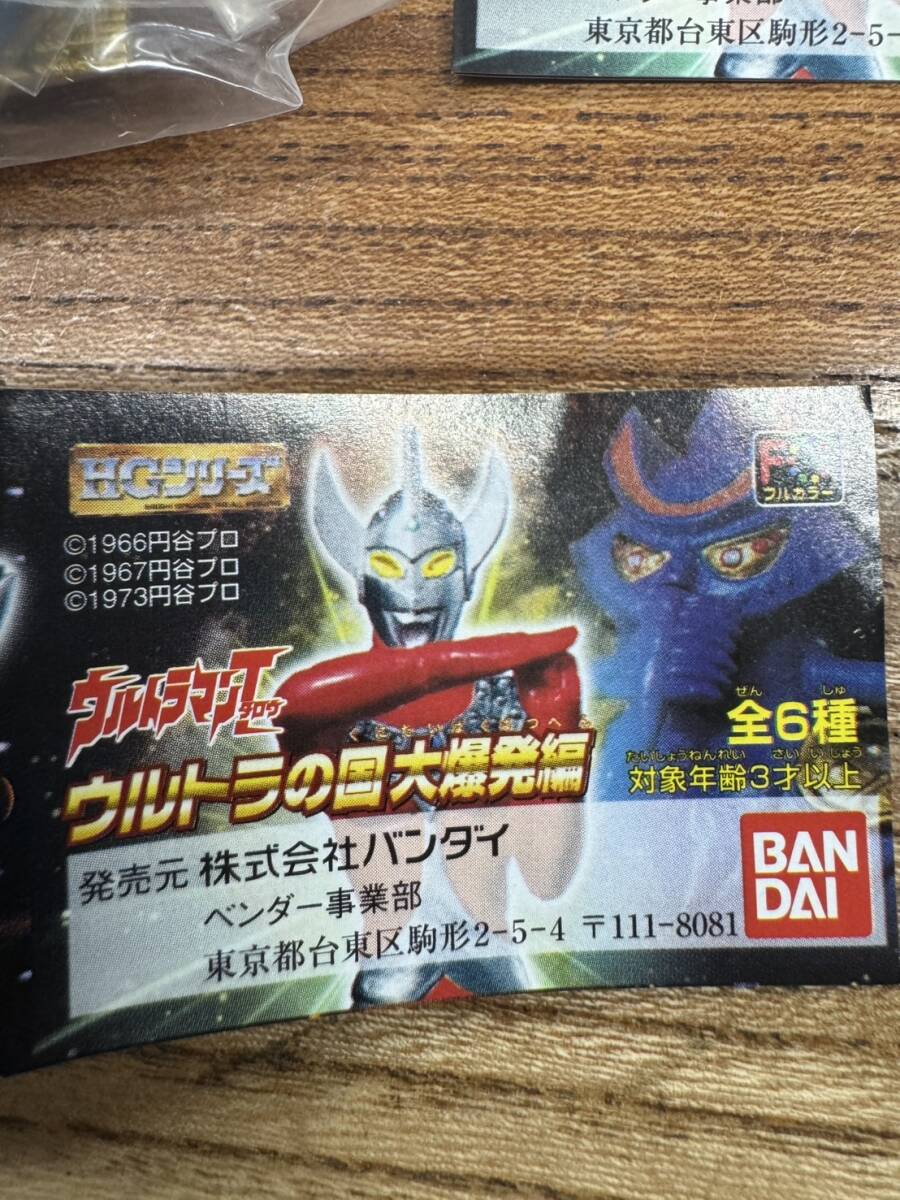 東京都台東区駒形2-5-
HGシリーズ
©1966円谷プロ
©1967円谷プロ
©1973円谷プロ
フルカラー
ウルトラマンT
タロウ
ウルトラの国大爆発編
ぜん しゅ
全6種
たいしょうねんれい さいいじょう
対象年齢3才以上
発売元 株式会社バンダイ
ベンダー事業部
東京都台東区駒形2-5-4 〒111-8081
BAN
DAI